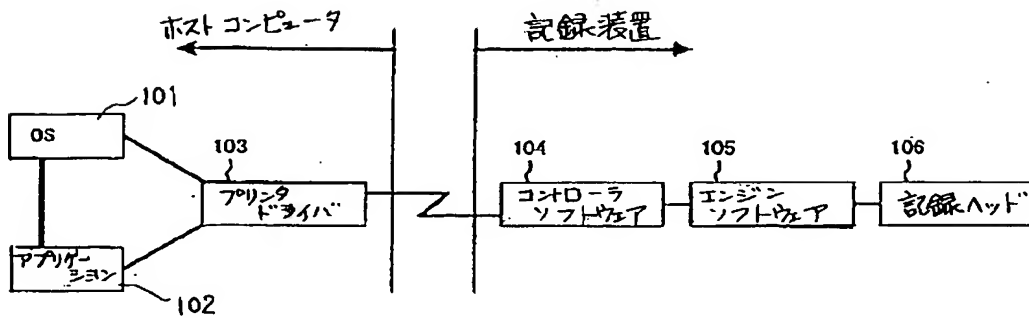 ホストコンピュータ
記録装置
101
OS
103
プリンタ
ドライバ
104
コントローラ
ソフトウェア
105
エンジン
ソフトウェア
106
記録ヘッド
アプリケー
ション
102